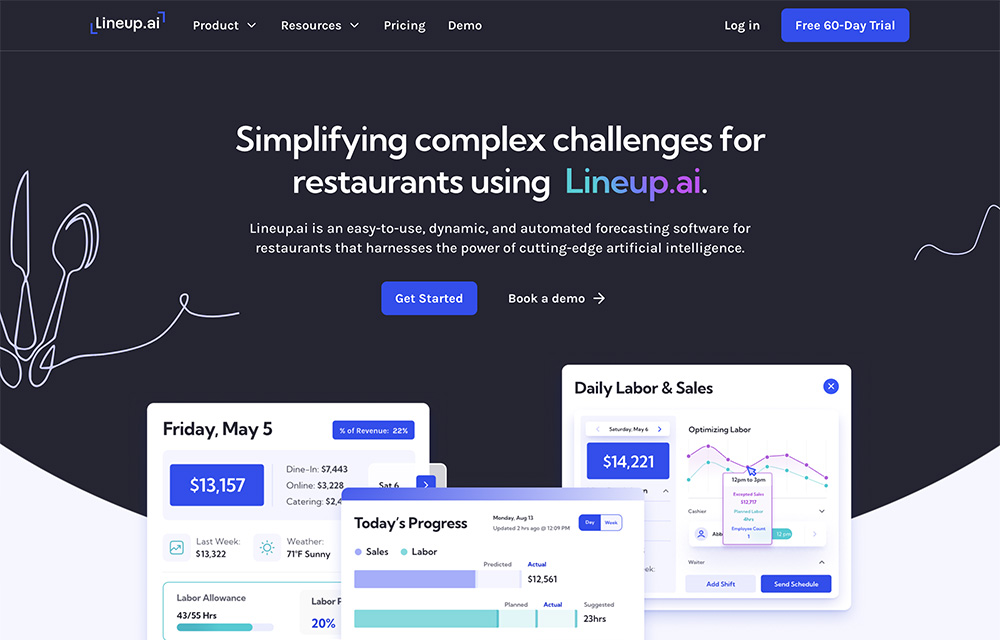 Lineup.ai
Product
Resources
Pricing
Demo
Log in
Free 60-Day Trial
Simplifying complex challenges for
restaurants using Lineup.ai.
Lineup.ai is an easy-to-use, dynamic, and automated forecasting software for
restaurants that harnesses the power of cutting-edge artificial intelligence.
Get Started
Book a demo
Friday, May 5
% of Revenue: 22%
$13,157
Dine-In: $7,443
Online: $3,228
Catering: $2,4
Sat 6
Last Week:
$13,322
Weather:
71°F Sunny
Labor Allowance
43/55 Hrs
Labor
20%
Today's Progress
Monday, Aug 13
Updated 2 hrs ago @ 12:09 PM
Day
Week
Sales
Labor
Predicted
Actual
$12,561
Planned
Actual
Suggested
23hrs
Daily Labor & Sales
Saturday, May 6
$14,221
Optimizing Labor
12pm to 3pm
Excepted Sales
$12,717
Planned Labor
4hrs
Employee Count
1
Cashier
12 pm
Waiter
Add Shift
Send Schedule